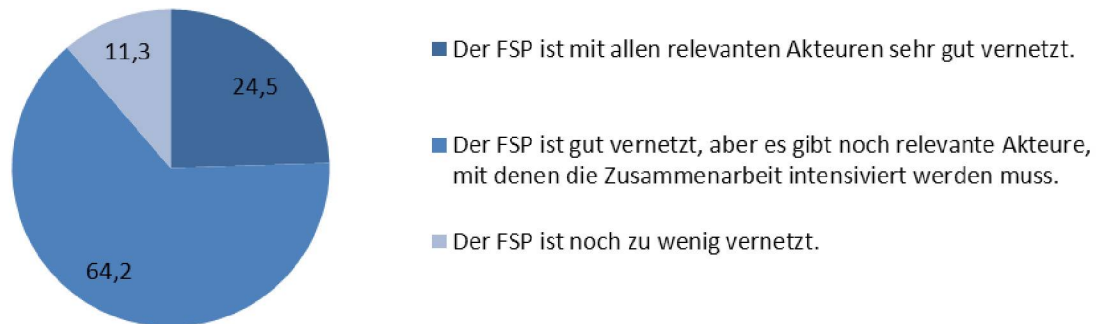 11,3
24,5
64,2
Der FSP ist mit allen relevanten Akteuren sehr gut vernetzt.
Der FSP ist gut vernetzt, aber es gibt noch relevante Akteure,
mit denen die Zusammenarbeit intensiviert werden muss.
Der FSP ist noch zu wenig vernetzt.